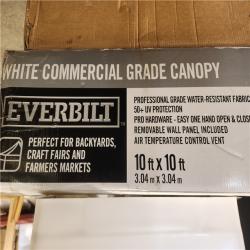 WHITE COMMERCIAL GRADE CANOPY
EVERBILT
PERFECT FOR BACKYARDS,
CRAFT FAIRS AND
FARMERS MARKETS
PROFESSIONAL GRADE WATER-RESISTANT FABRIC
50+ UV PROTECTION
PRO HARDWARE - EASY ONE HAND OPEN & CLOSE
REMOVABLE WALL PANEL INCLUDED
AIR TEMPERATURE CONTROL VENT
10 ft x 10 ft
3.04 m x 3.04 m